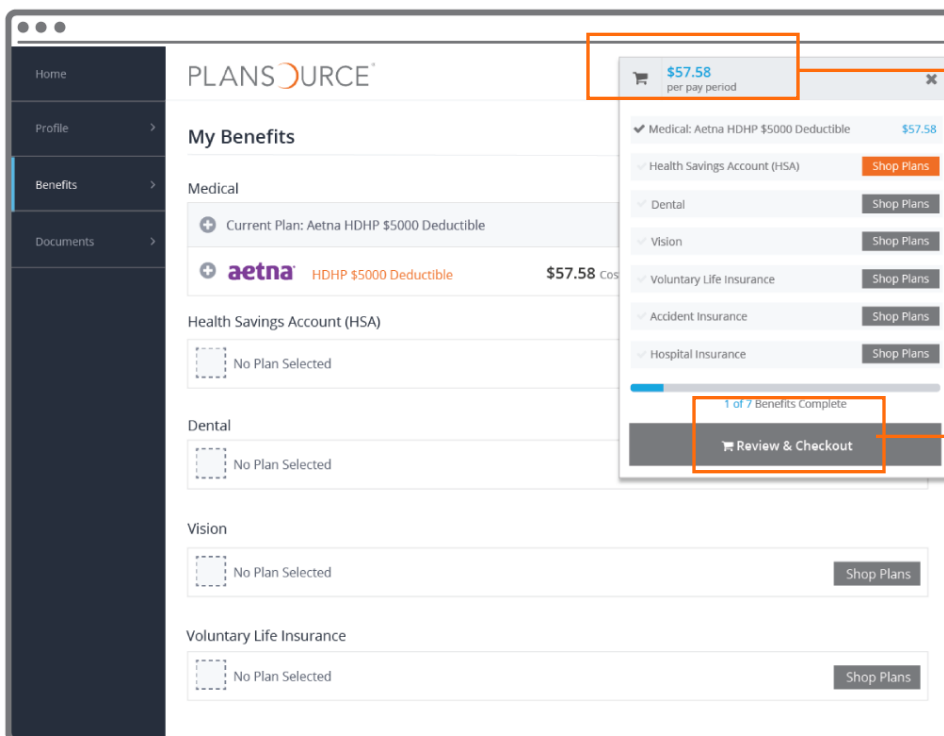 Home
Profile
Benefits
Documents
PLANSOURCE
My Benefits
Medical
Current Plan: Aetna HDHP $5000 Deductible
aetna HDHP $5000 Deductible $57.58 Cos
Health Savings Account (HSA)
No Plan Selected
Dental
No Plan Selected
Vision
No Plan Selected Shop Plans
Voluntary Life Insurance
No Plan Selected Shop Plans
$57.58
per pay period
Medical: Aetna HDHP $5000 Deductible $57.58
Health Savings Account (HSA) Shop Plans
Dental Shop Plans
Vision Shop Plans
Voluntary Life Insurance Shop Plans
Accident Insurance Shop Plans
Hospital Insurance Shop Plans
1 of 7 Benefits Complete
Review & Checkout